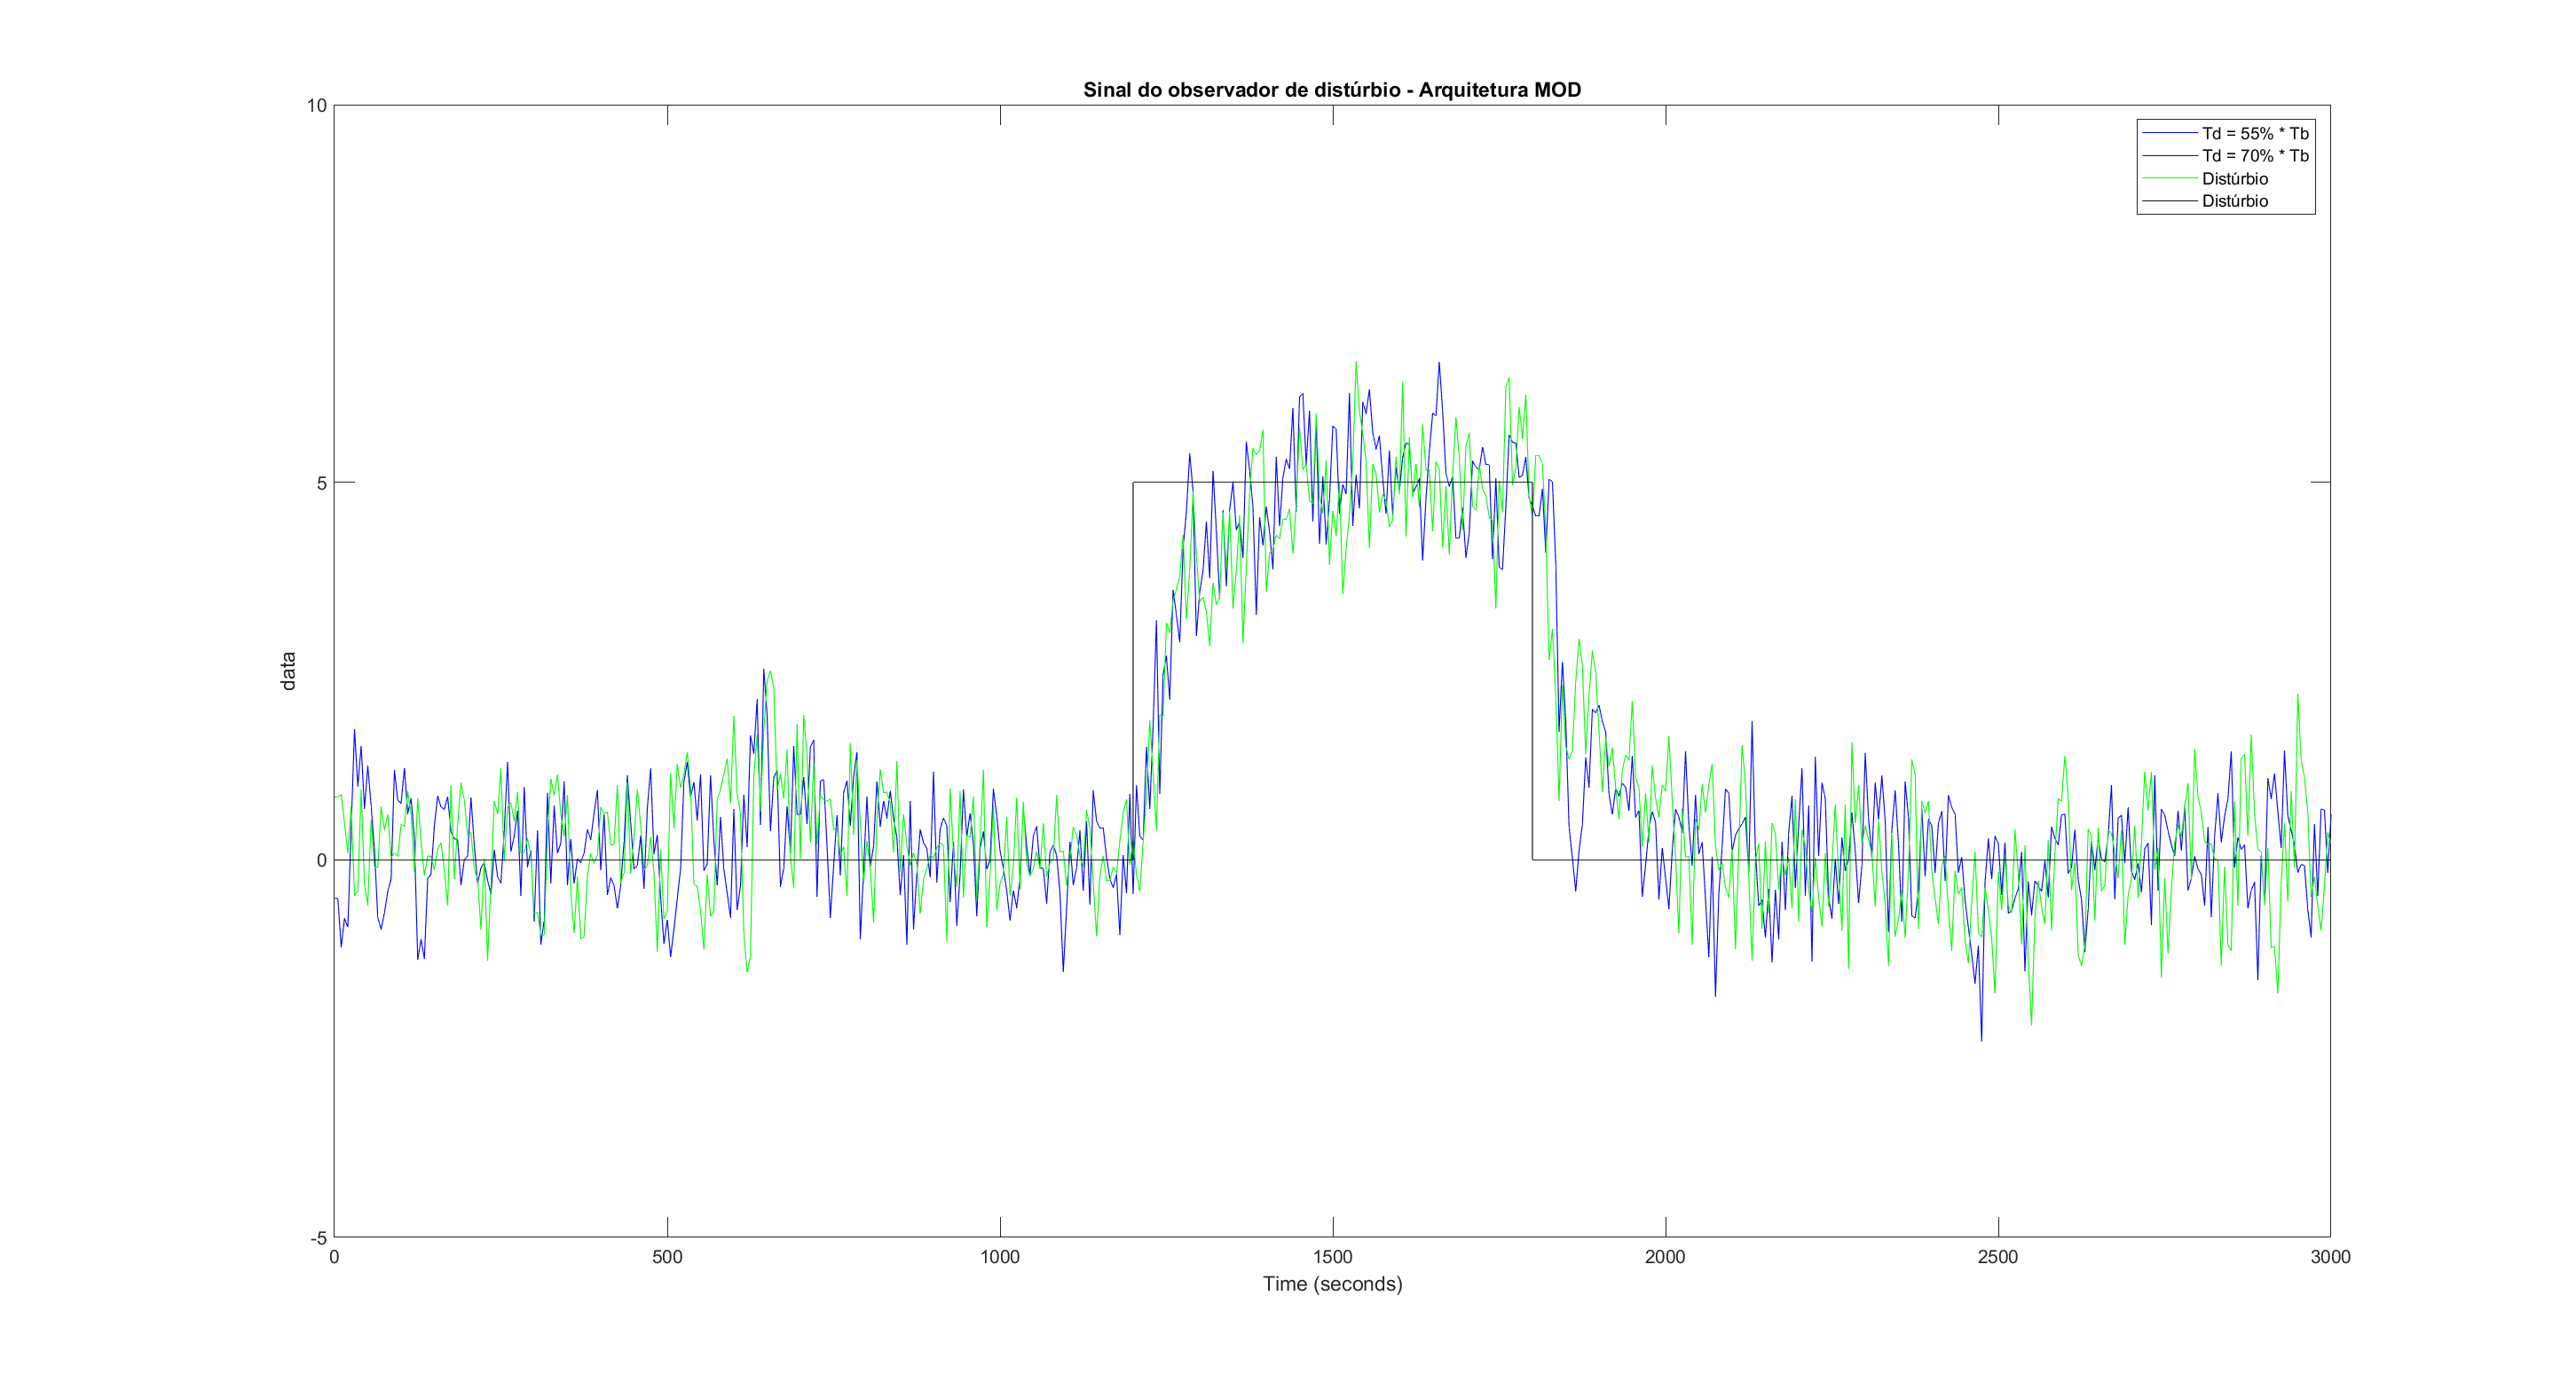 Sinal do observador de distúrbio - Arquitetura MOD
10
Td = 55% * Tb
Td = 70% * Tb
Distúrbio
Distúrbio
5
data
0
-5
0 500 1000 1500 2000 2500 3000
Time (seconds)